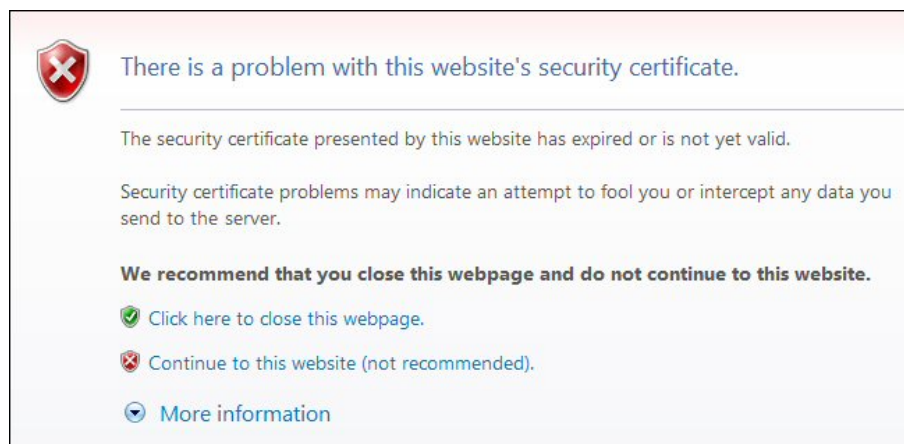 There is a problem with this website's security certificate.
The security certificate presented by this website has expired or is not yet valid.
Security certificate problems may indicate an attempt to fool you or intercept any data you
send to the server.
We recommend that you close this webpage and do not continue to this website.
Click here to close this webpage.
Continue to this website (not recommended).
More information